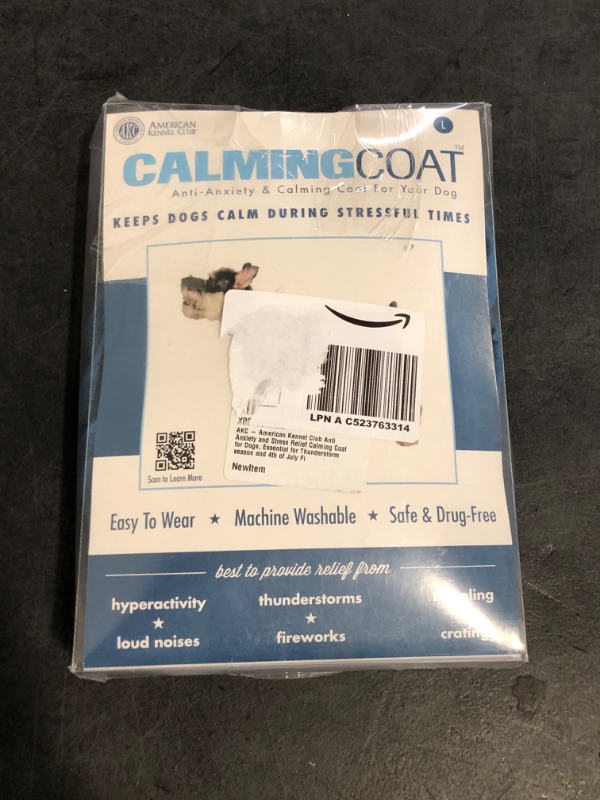 AKC
AMERICAN
KENNEL CLUB
L
CALMINGCOAT™
Anti-Anxiety & Calming Coat For Your Dog
KEEPS DOGS CALM DURING STRESSFUL TIMES
LPN A C523763314
AKC - American Kennel Club Anti
Anxiety and Stress Relief Calming Coat
for Dogs, Essential for Thunderstorm
season and 4th of July Fi
NewItem
Scan to Learn More
Easy To Wear ★ Machine Washable ★ Safe & Drug-Free
best to provide relief from
hyperactivity
thunderstorms
★
★
loud noises
fireworks
crating